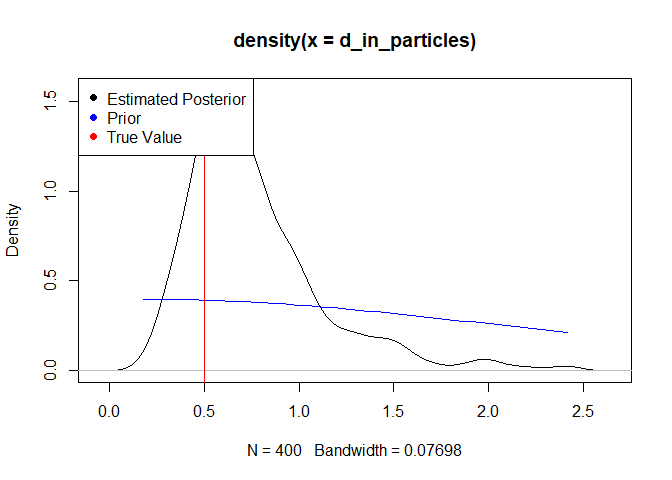 density(x = d_in_particles)
Estimated Posterior
Prior
True Value
Density
0.0
0.5
1.0
1.5
0.0 0.5 1.0 1.5 2.0 2.5
N = 400 Bandwidth = 0.07698